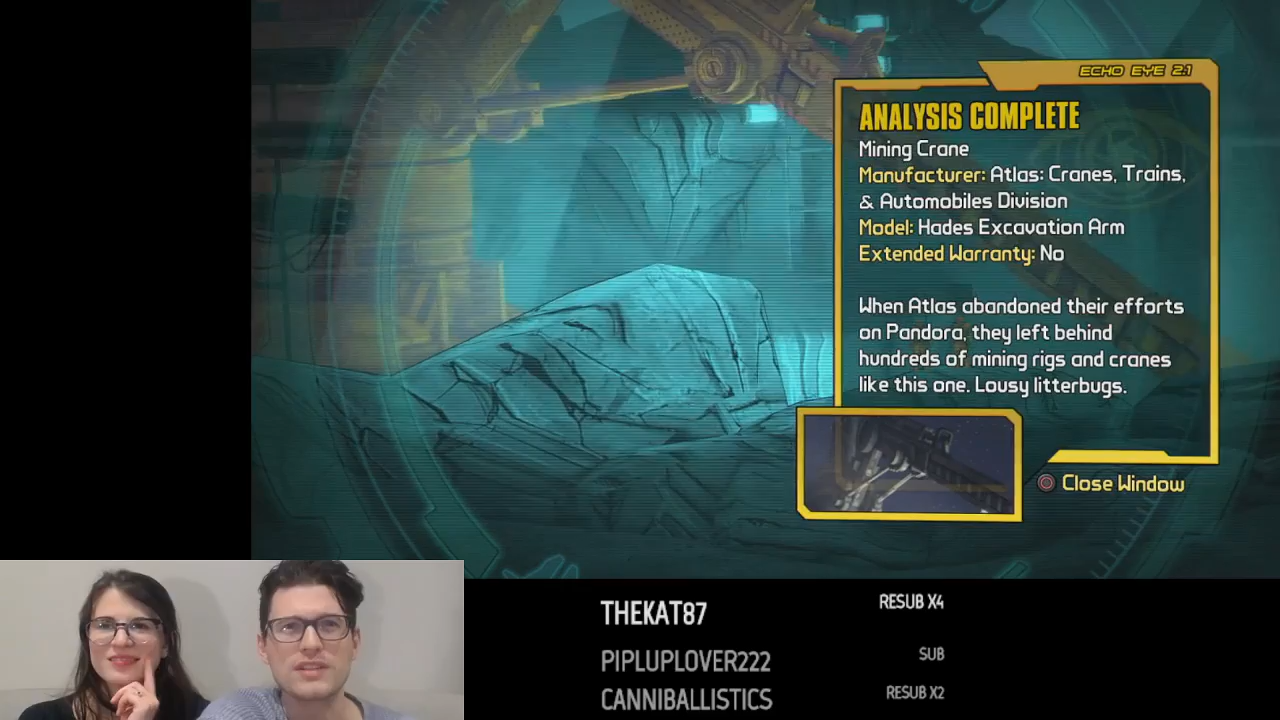 ECHO EYE 2.1
ANALYSIS COMPLETE
Mining Crane
Manufacturer: Atlas: Cranes, Trains,
& Automobiles Division
Model: Hades Excavation Arm
Extended Warranty: No
When Atlas abandoned their efforts
on Pandora, they left behind
hundreds of mining rigs and cranes
like this one. Lousy litterbugs.
Close Window
THEKAT87 RESUB X4
PIPLUPLOVER222 SUB
CANNIBALLISTICS RESUB X2